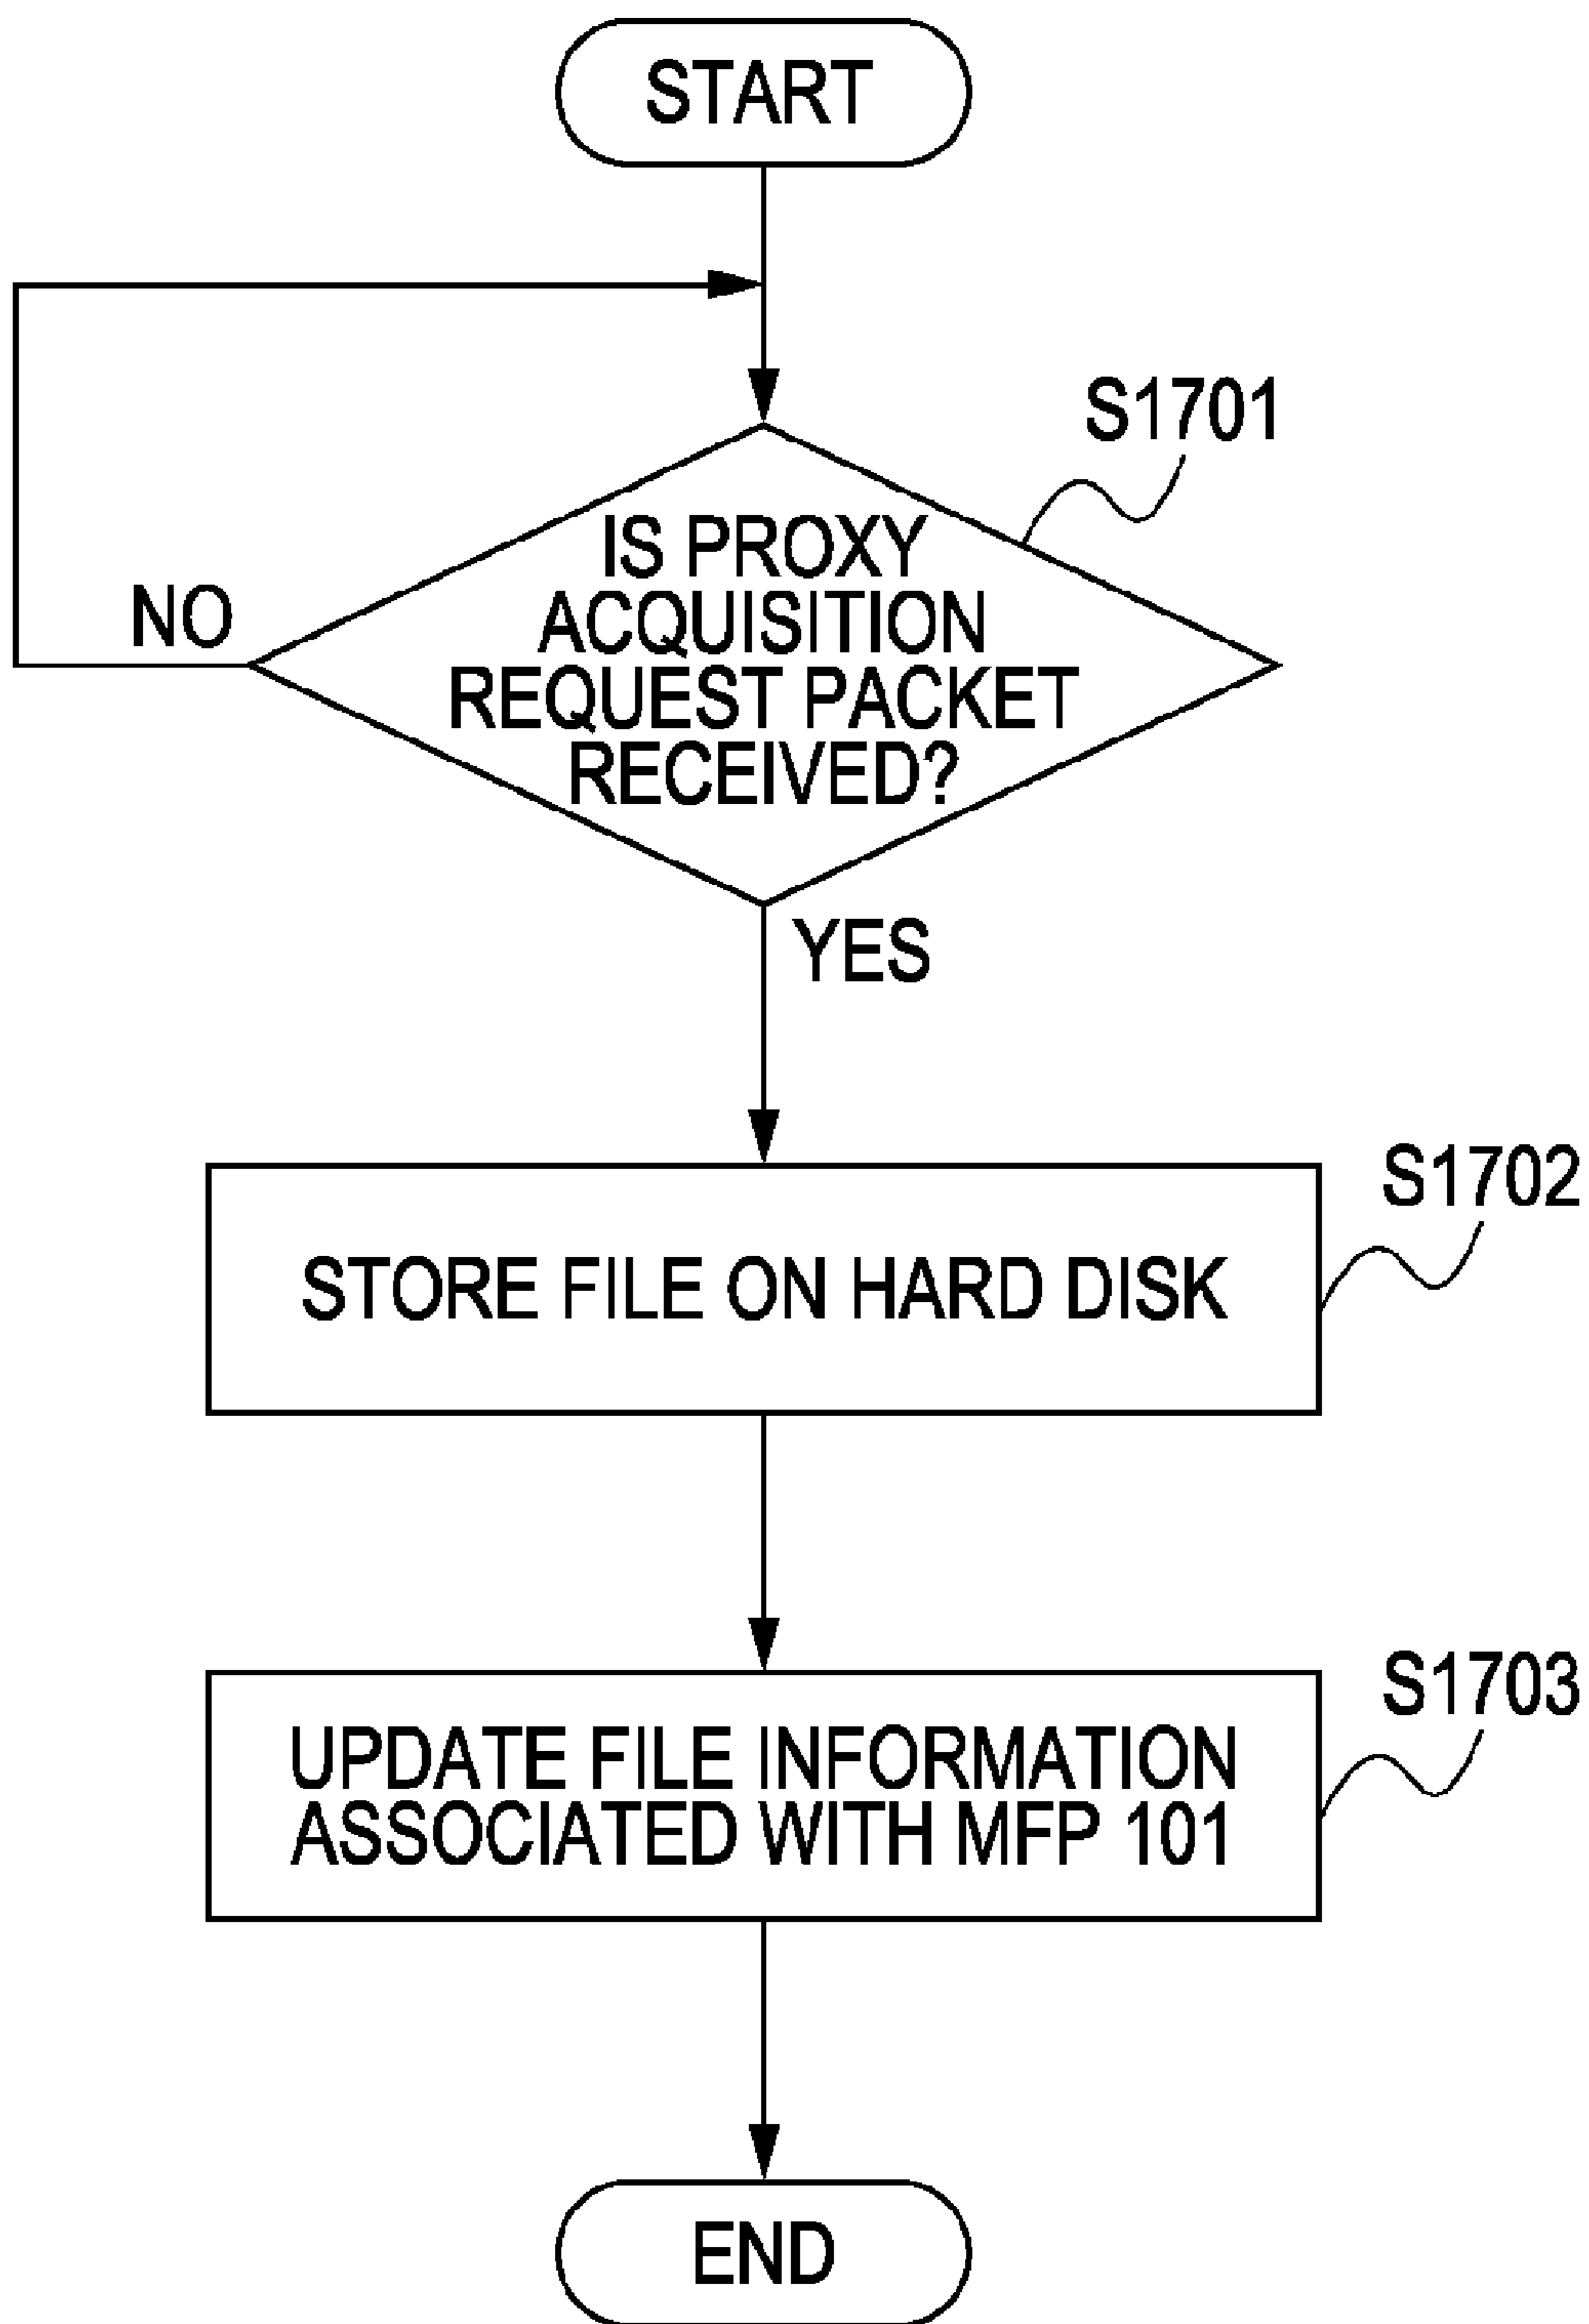 START
S1701
IS PROXY
ACQUISITION
REQUEST PACKET
RECEIVED?
NO
YES
S1702
STORE FILE ON HARD DISK
S1703
UPDATE FILE INFORMATION
ASSOCIATED WITH MFP 101
END